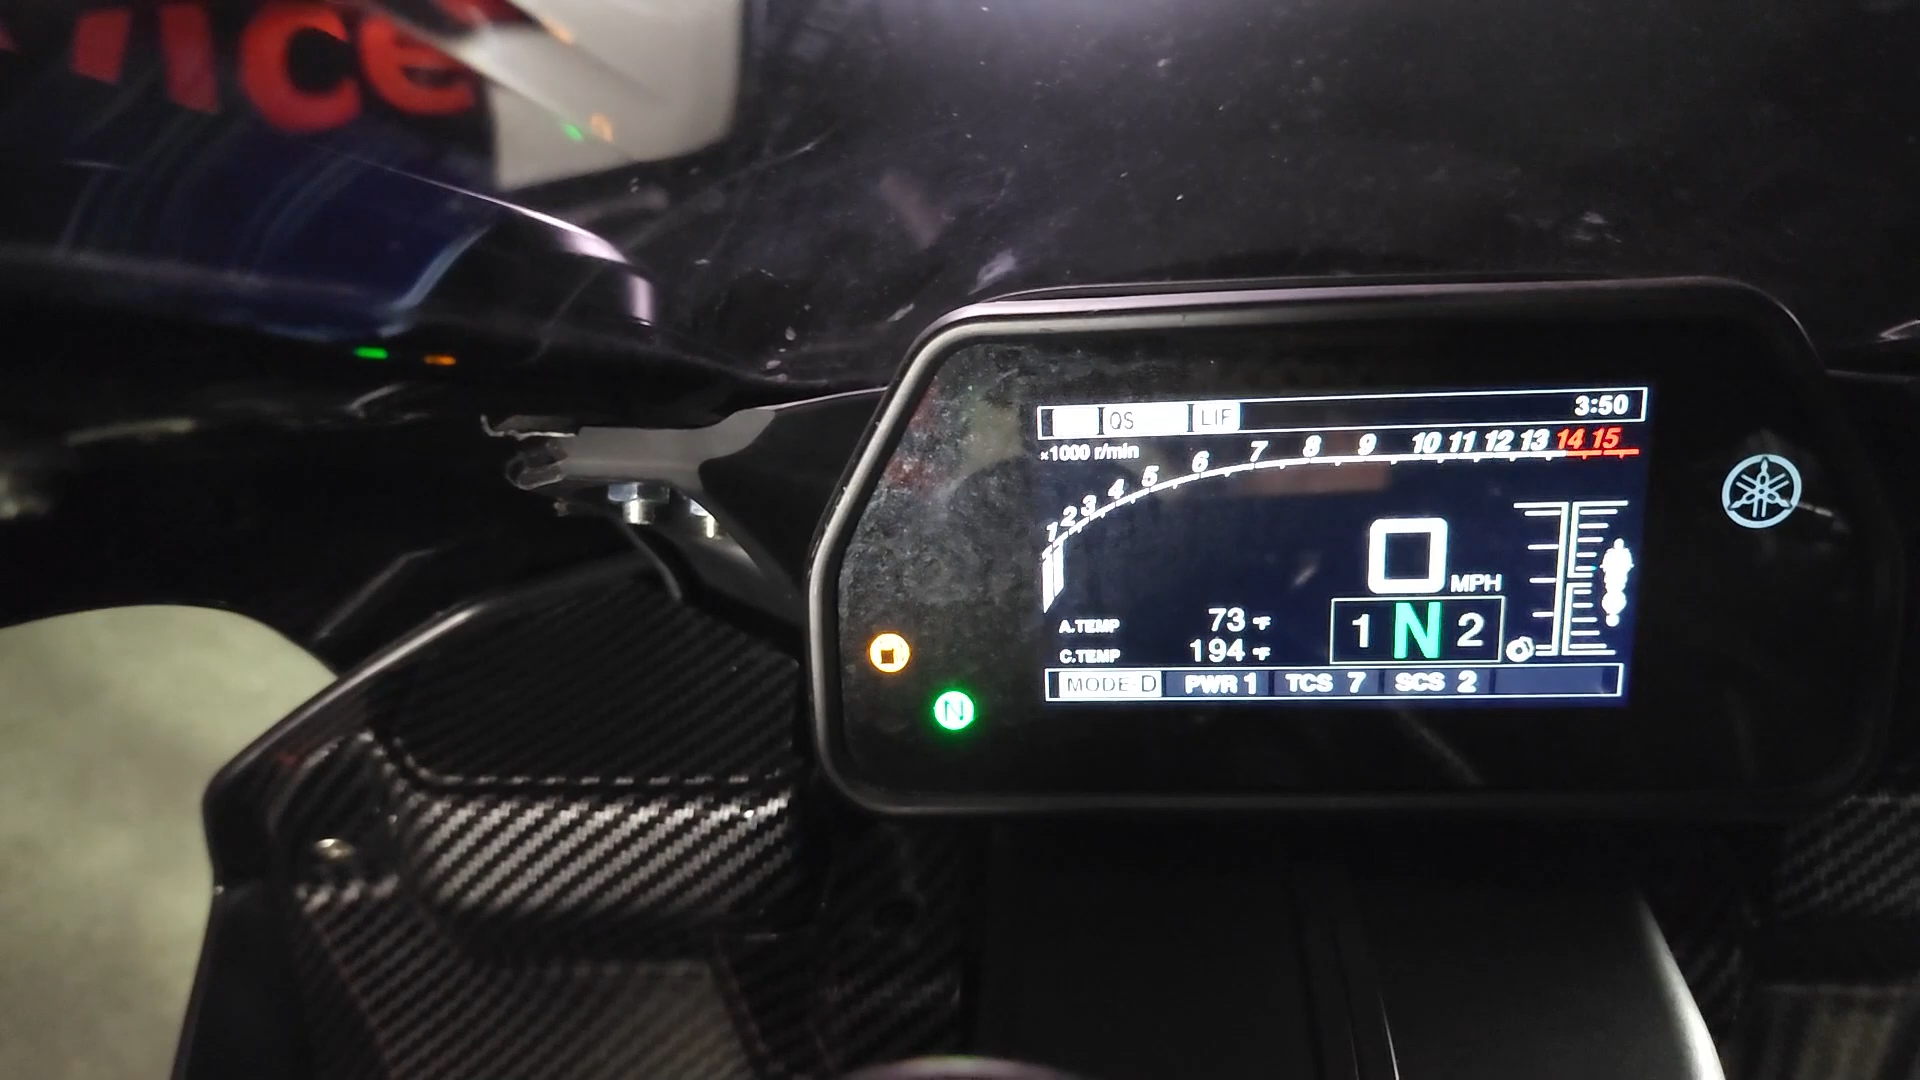 ice
QS LIF 3:50
×1000 r/min
1 2 3 4 5 6 7 8 9 10 11 12 13 14 15
0 MPH
A.TEMP 73 °F
1 N 2
C.TEMP 194 °F
N
MODE-D PWR 1 TCS 7 SCS 2